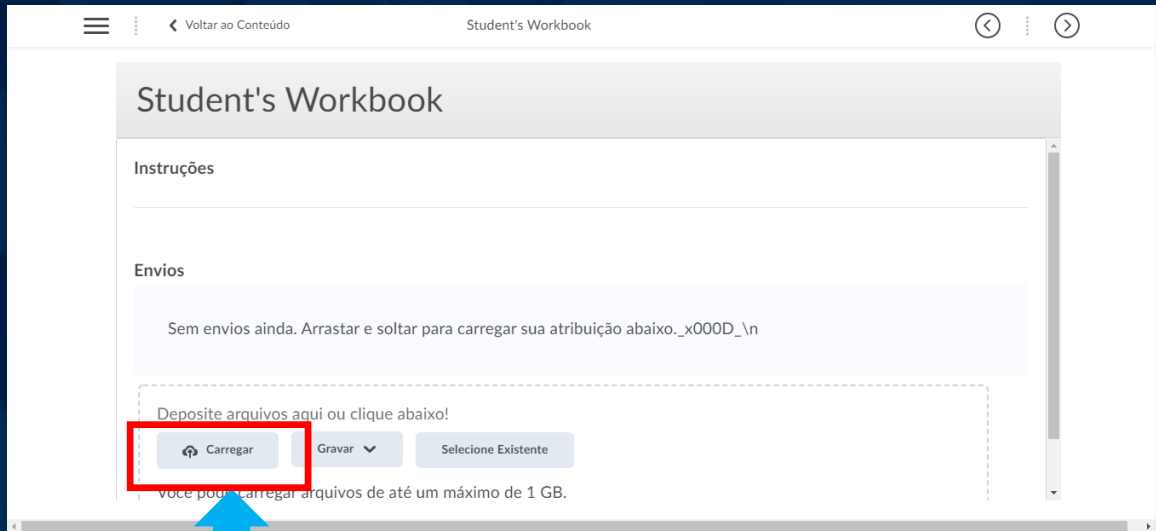 Voltar ao Conteúdo
Student's Workbook
Student's Workbook
Instruções
Envios
Sem envios ainda. Arrastar e soltar para carregar sua atribuição abaixo._x000D_\n
Deposite arquivos aqui ou clique abaixo!
Carregar
Gravar
Selecione Existente
Você pode carregar arquivos de até um máximo de 1 GB.